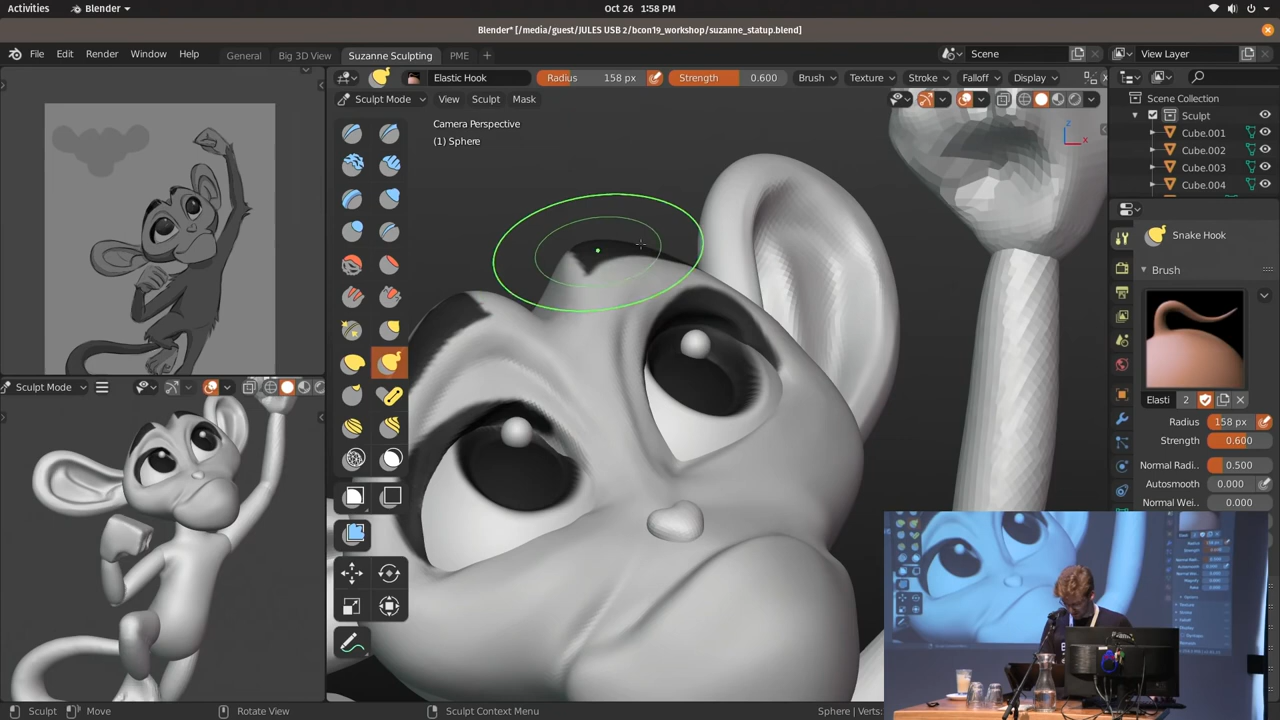 Activities Blender Oct 26 1:58 PM
Blender* [/media/guest/JULES USB 2/bcon19_workshop/suzanne_statup.blend]
File Edit Render Window Help General Big 3D View Suzanne Sculpting PME + Scene View Layer
Elastic Hook Radius 158 px Strength 0.600 Brush Texture Stroke Falloff Display
Sculpt Mode View Sculpt Mask
Scene Collection
Sculpt
Cube.001
Cube.002
Cube.003
Cube.004
Camera Perspective
(1) Sphere
z
x
Snake Hook
Brush
Elasti 2
Radius 158 px
Strength 0.600
Normal Radi.. 0.500
Autosmooth 0.000
Normal Wei.. 0.000
Sculpt Mode
Sculpt Move Rotate View Sculpt Context Menu Sphere | Verts: